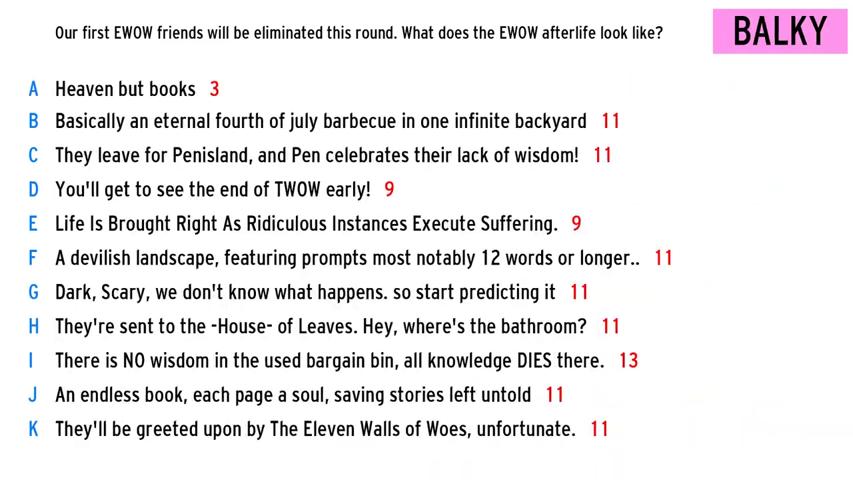 Our first EWOW friends will be eliminated this round. What does the EWOW afterlife look like?
BALKY
A Heaven but books 3
B Basically an eternal fourth of july barbecue in one infinite backyard 11
C They leave for Penisland, and Pen celebrates their lack of wisdom! 11
D You'll get to see the end of TWOW early! 9
E Life Is Brought Right As Ridiculous Instances Execute Suffering. 9
F A devilish landscape, featuring prompts most notably 12 words or longer.. 11
G Dark, Scary, we don't know what happens. so start predicting it 11
H They're sent to the -House- of Leaves. Hey, where's the bathroom? 11
I There is NO wisdom in the used bargain bin, all knowledge DIES there. 13
J An endless book, each page a soul, saving stories left untold 11
K They'll be greeted upon by The Eleven Walls of Woes, unfortunate. 11